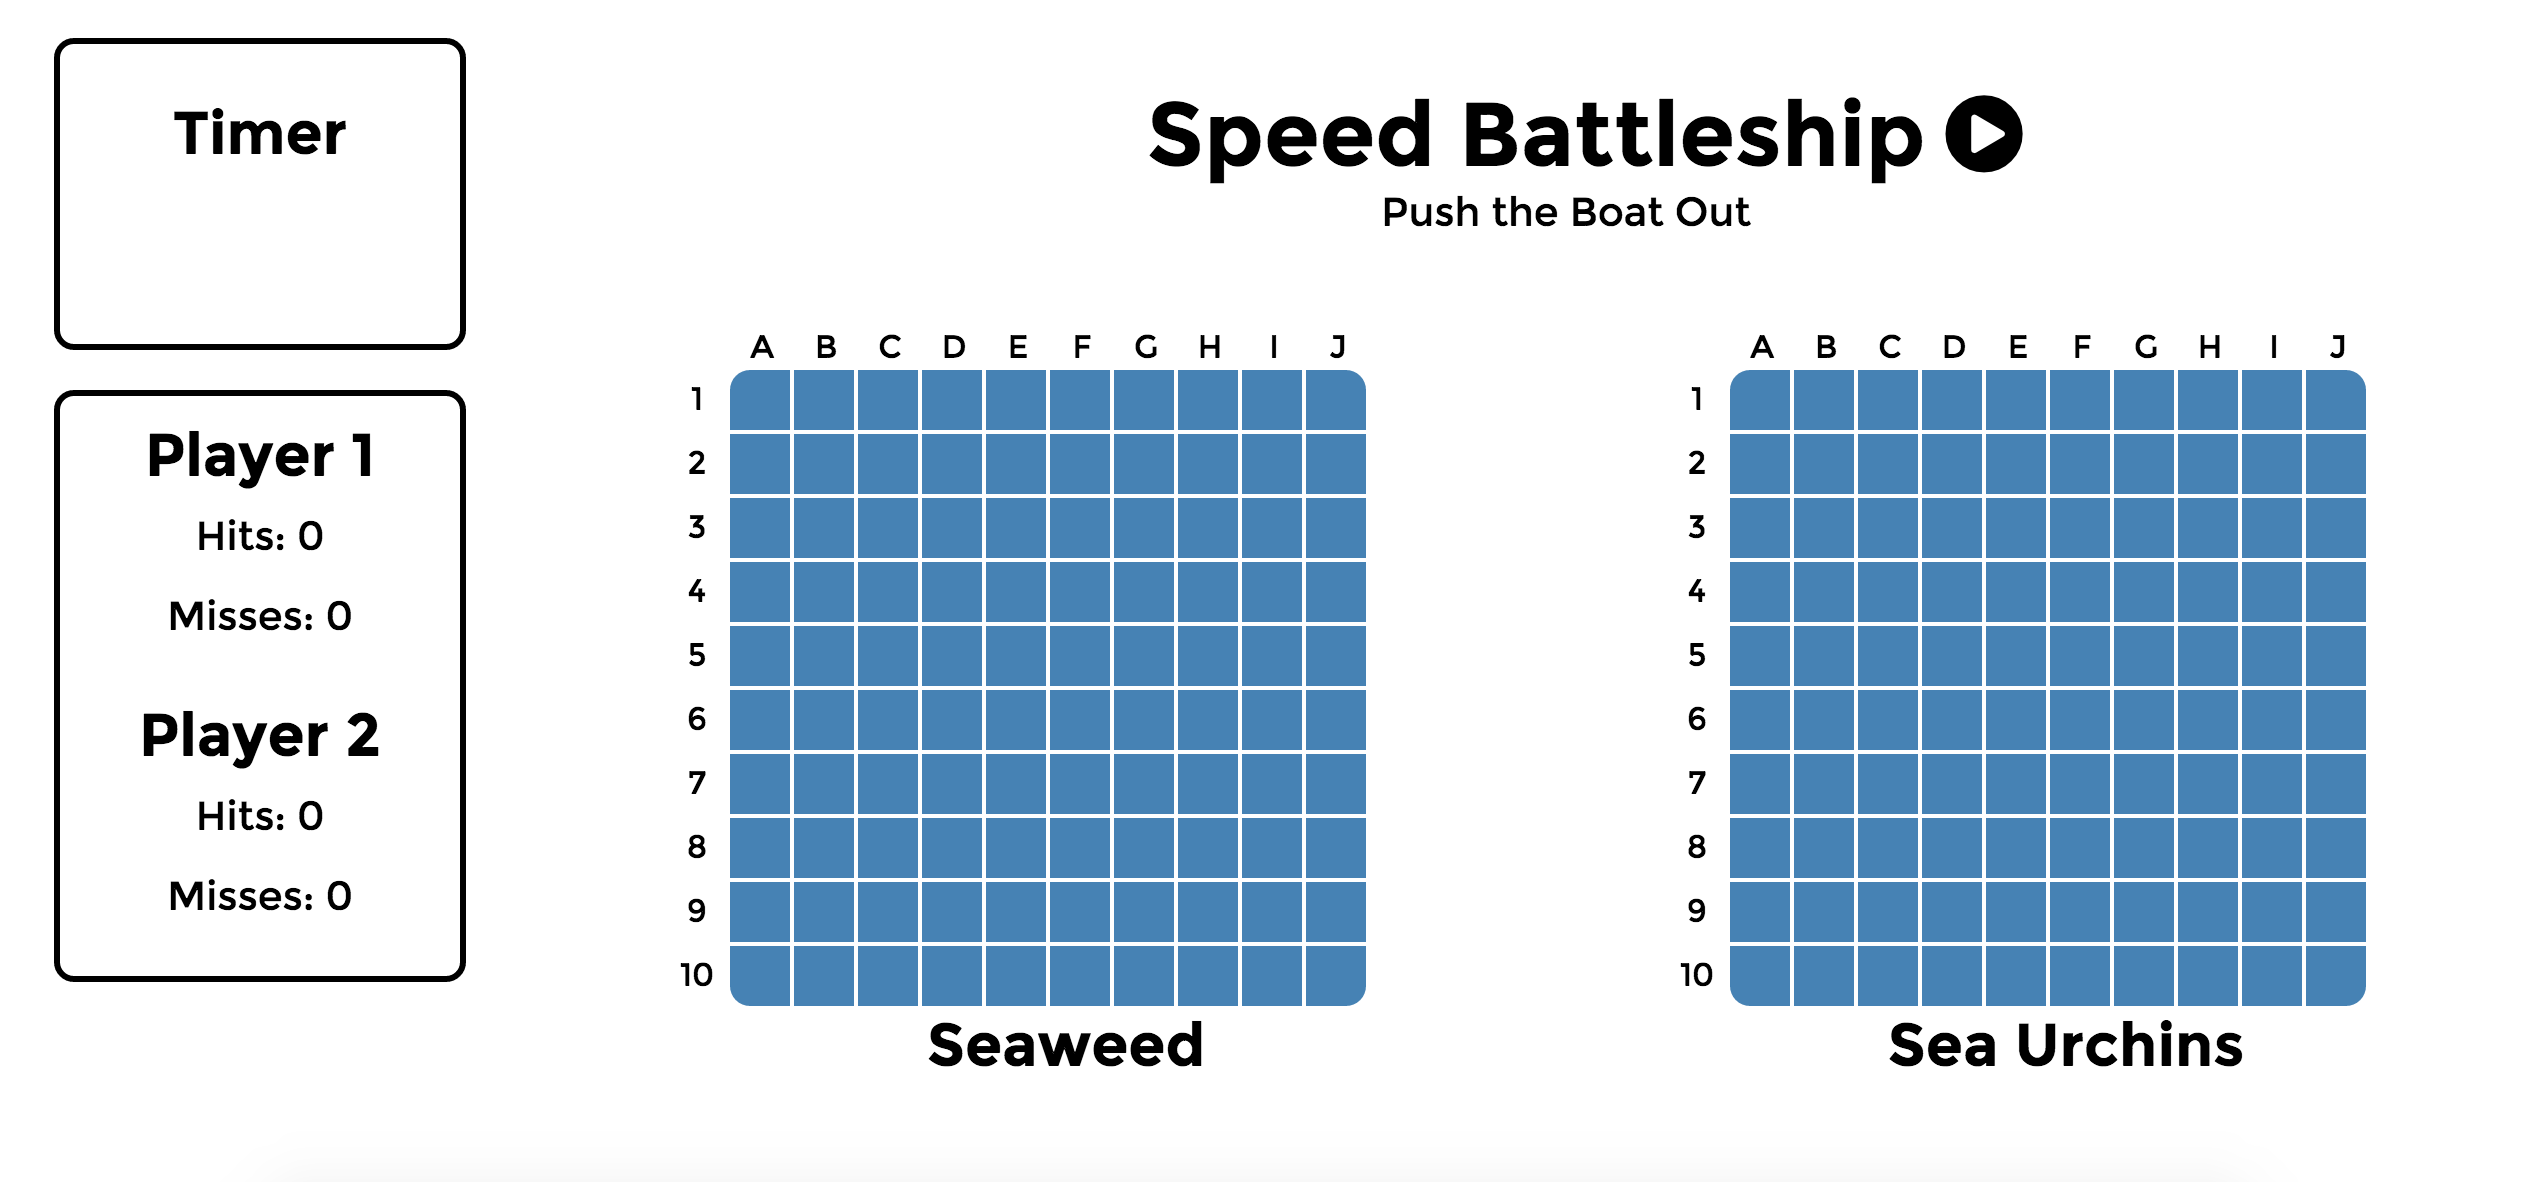 Timer
Player 1
Hits: 0
Misses: 0
Player 2
Hits: 0
Misses: 0
Speed Battleship
Push the Boat Out
A B C D E F G H I J
1
2
3
4
5
6
7
8
9
10
Seaweed
A B C D E F G H I J
1
2
3
4
5
6
7
8
9
10
Sea Urchins